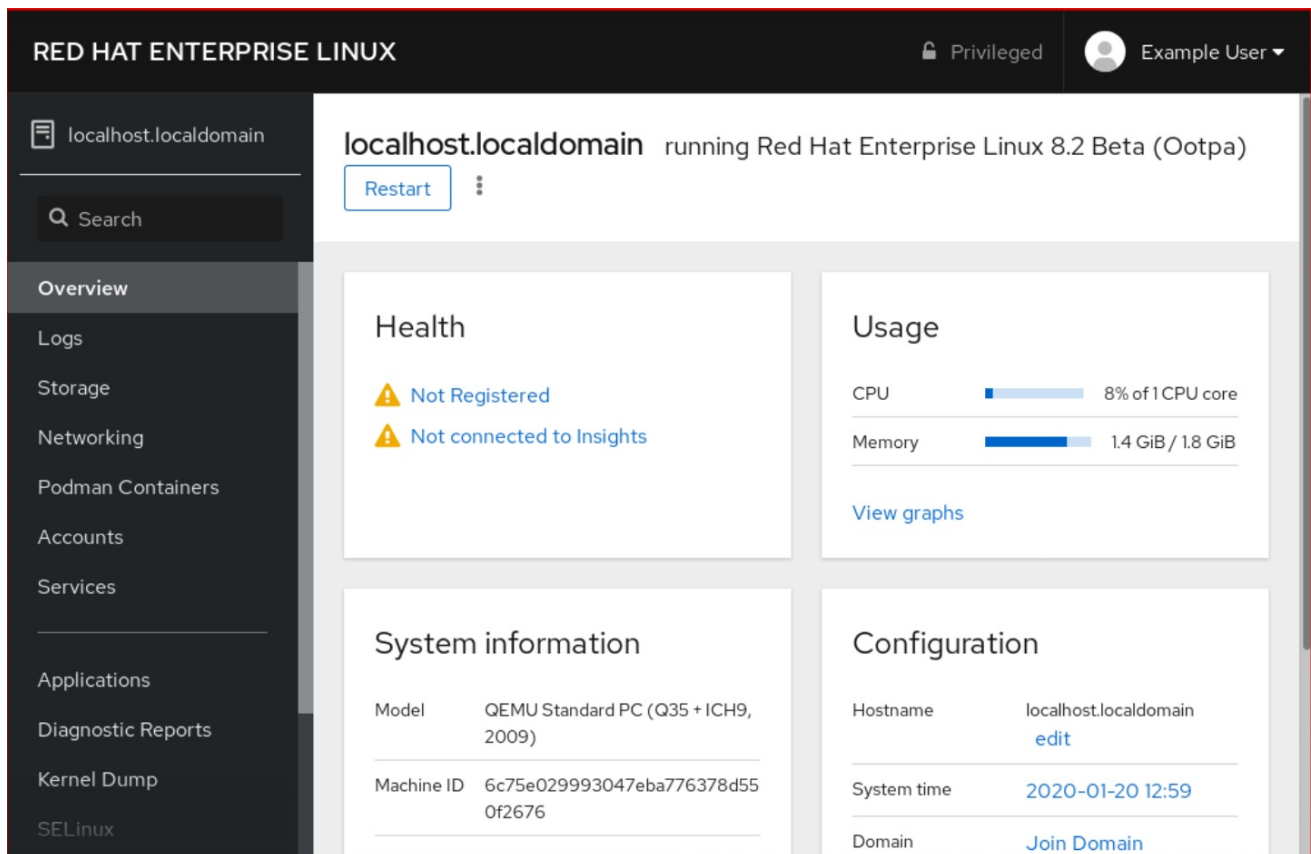 RED HAT ENTERPRISE LINUX
Privileged
Example User
localhost.localdomain
Search
Overview
Logs
Storage
Networking
Podman Containers
Accounts
Services
Applications
Diagnostic Reports
Kernel Dump
SELinux
localhost.localdomain running Red Hat Enterprise Linux 8.2 Beta (Ootpa)
Restart
Health
Not Registered
Not connected to Insights
Usage
CPU 8% of 1 CPU core
Memory 1.4 GiB / 1.8 GiB
View graphs
System information
Model QEMU Standard PC (Q35 + ICH9,
2009)
Machine ID 6c75e029993047eba776378d55
0f2676
Configuration
Hostname localhost.localdomain
edit
System time 2020-01-20 12:59
Domain Join Domain